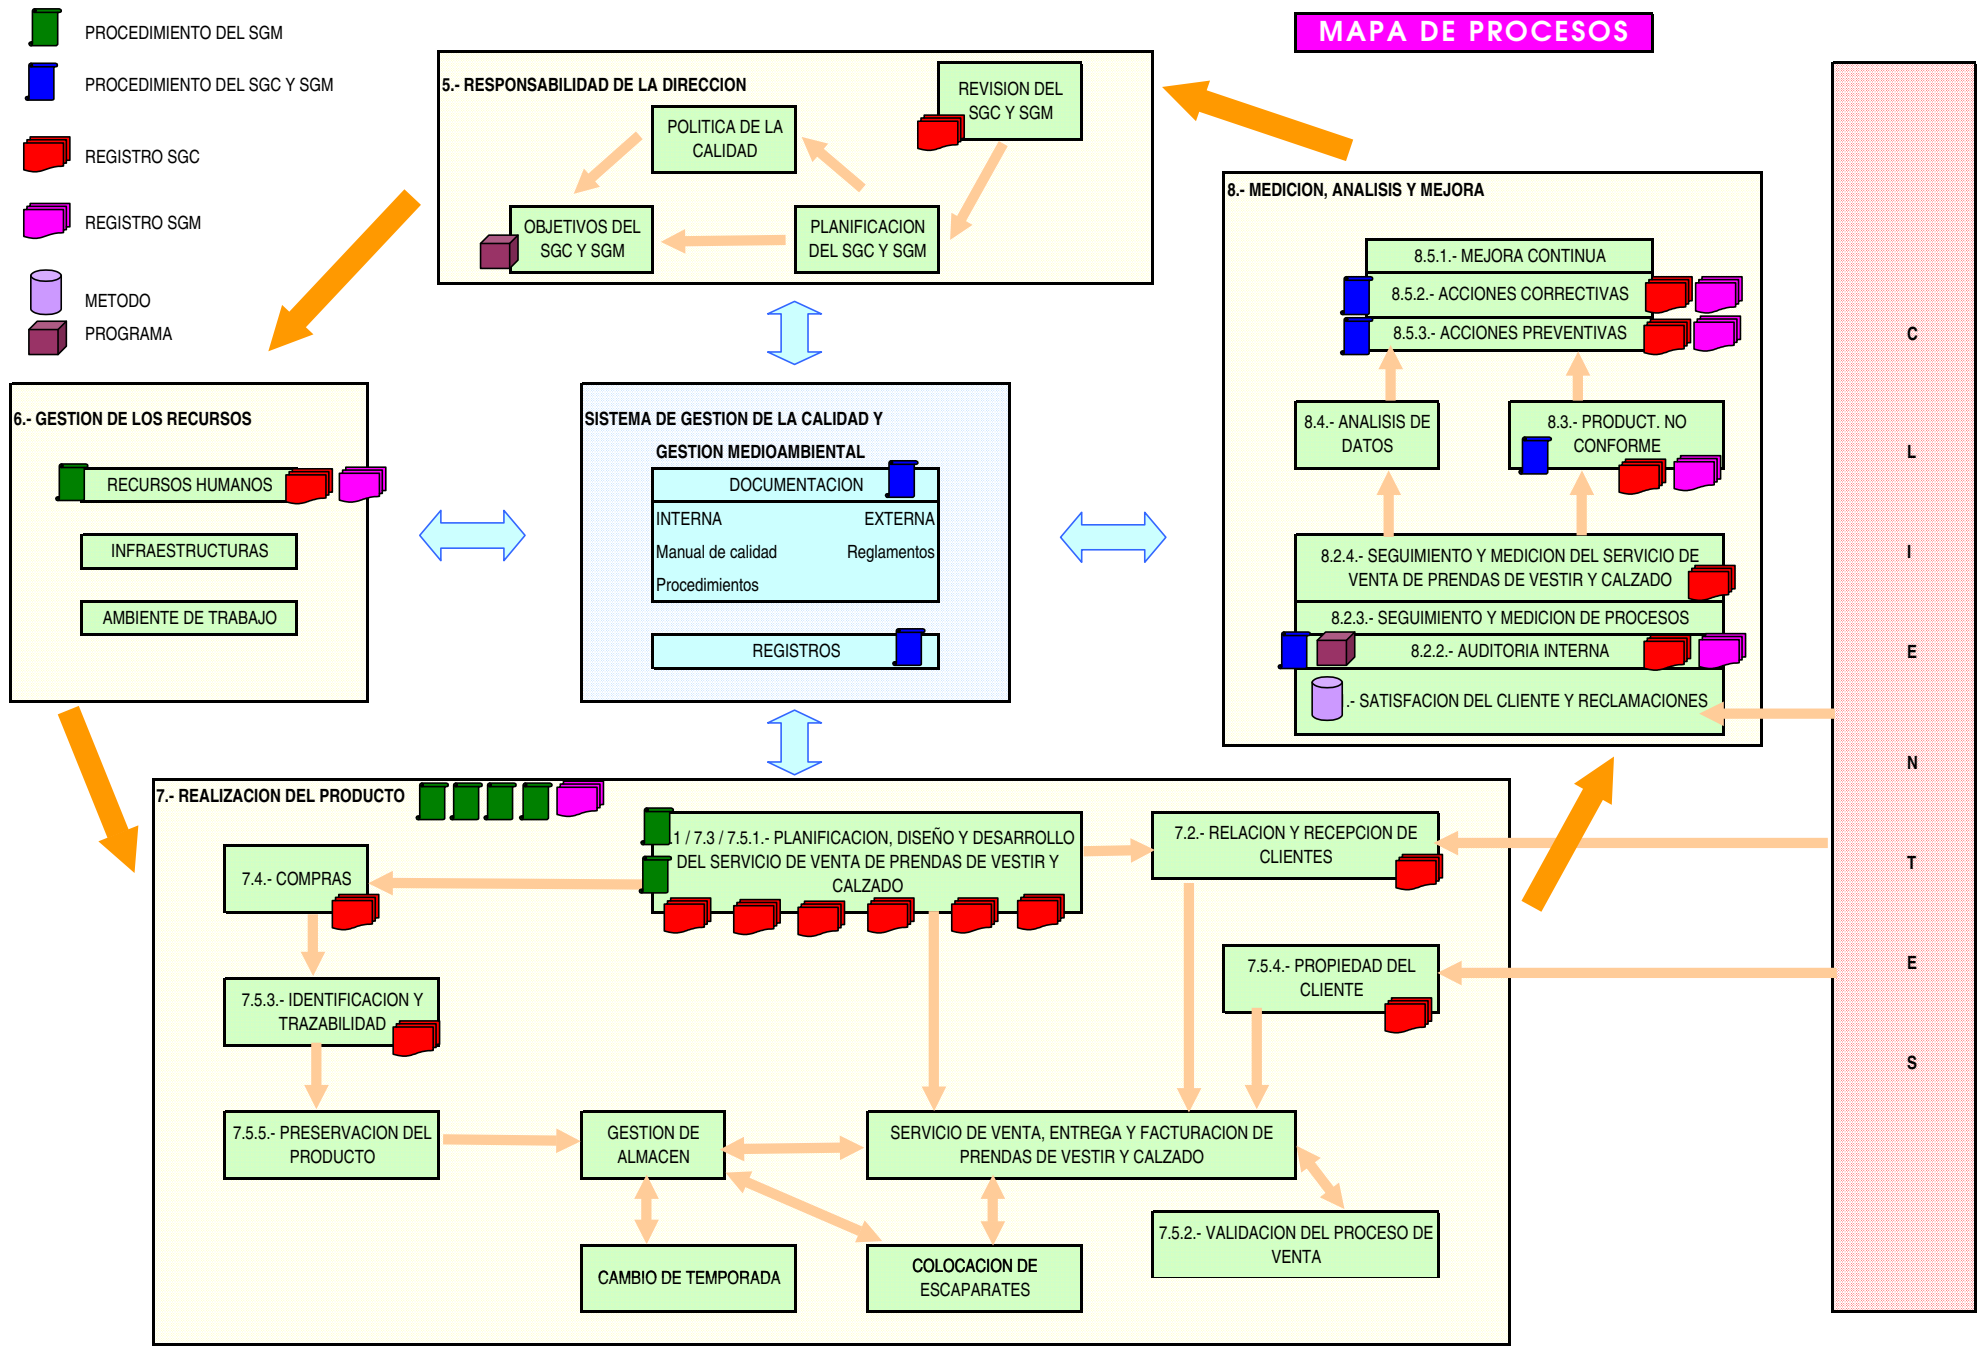 MAPA DE PROCESOS
PROCEDIMIENTO DEL SGM
PROCEDIMIENTO DEL SGC Y SGM
REGISTRO SGC
REGISTRO SGM
METODO
PROGRAMA
5.- RESPONSABILIDAD DE LA DIRECCION
REVISION DEL
SGC Y SGM
POLITICA DE LA
CALIDAD
OBJETIVOS DEL
SGC Y SGM
PLANIFICACION
DEL SGC Y SGM
8.- MEDICION, ANALISIS Y MEJORA
8.5.1.- MEJORA CONTINUA
8.5.2.- ACCIONES CORRECTIVAS
8.5.3.- ACCIONES PREVENTIVAS
8.4.- ANALISIS DE
DATOS
8.3.- PRODUCT. NO
CONFORME
8.2.4.- SEGUIMIENTO Y MEDICION DEL SERVICIO DE
VENTA DE PRENDAS DE VESTIR Y CALZADO
8.2.3.- SEGUIMIENTO Y MEDICION DE PROCESOS
8.2.2.- AUDITORIA INTERNA
.- SATISFACION DEL CLIENTE Y RECLAMACIONES
6.- GESTION DE LOS RECURSOS
RECURSOS HUMANOS
INFRAESTRUCTURAS
AMBIENTE DE TRABAJO
SISTEMA DE GESTION DE LA CALIDAD Y
GESTION MEDIOAMBIENTAL
DOCUMENTACION
INTERNA EXTERNA
Manual de calidad Reglamentos
Procedimientos
REGISTROS
7.- REALIZACION DEL PRODUCTO
.1 / 7.3 / 7.5.1.- PLANIFICACION, DISEÑO Y DESARROLLO
DEL SERVICIO DE VENTA DE PRENDAS DE VESTIR Y
CALZADO
7.2.- RELACION Y RECEPCION DE
CLIENTES
7.4.- COMPRAS
7.5.4.- PROPIEDAD DEL
CLIENTE
7.5.3.- IDENTIFICACION Y
TRAZABILIDAD
7.5.5.- PRESERVACION DEL
PRODUCTO
GESTION DE
ALMACEN
SERVICIO DE VENTA, ENTREGA Y FACTURACION DE
PRENDAS DE VESTIR Y CALZADO
7.5.2.- VALIDACION DEL PROCESO DE
VENTA
CAMBIO DE TEMPORADA
COLOCACION DE
ESCAPARATES
C
L
I
E
N
T
E
S